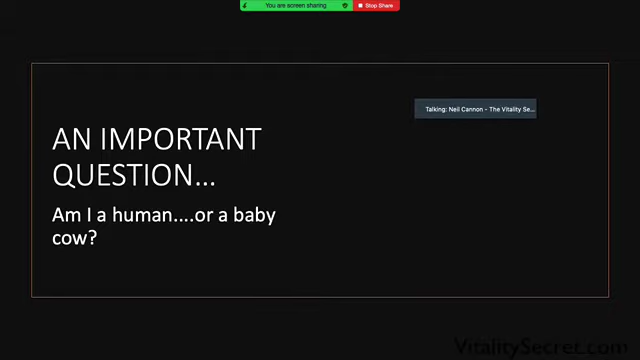 You are screen sharing
Stop Share
Talking: Neil Cannon - The Vitality Se...
AN IMPORTANT
QUESTION...
Am I a human....or a baby
cow?
VitalitySecret.com